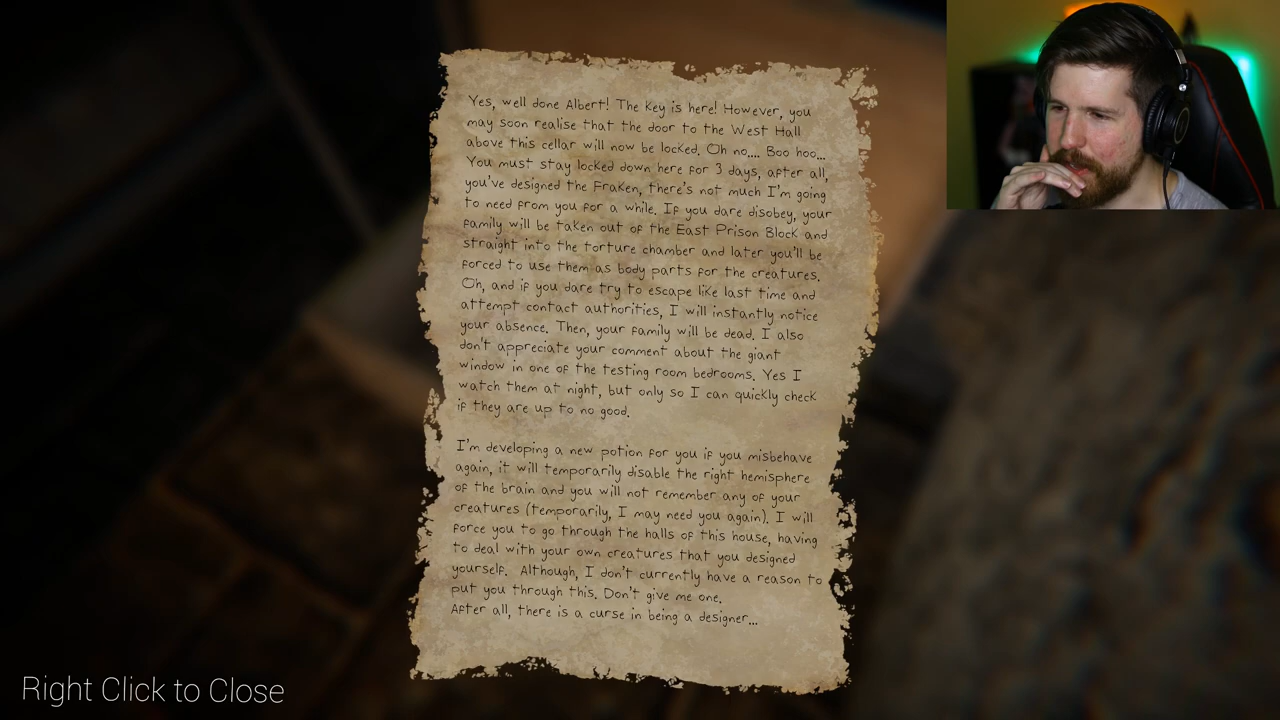 Yes, well done Albert! The key is here! However, you
may soon realise that the door to the West Hall
above this cellar will now be locked. Oh no.... Boo hoo...
You must stay locked down here for 3 days, after all,
you've designed the Fraken, there's not much I'm going
to need from you for a while. If you dare disobey, your
family will be taken out of the East Prison Block and
straight into the torture chamber and later you'll be
forced to use them as body parts for the creatures.
Oh, and if you dare try to escape like last time and
attempt contact authorities, I will instantly notice
your absence. Then, your family will be dead. I also
don't appreciate your comment about the giant
window in one of the testing room bedrooms. Yes I
watch them at night, but only so I can quickly check
if they are up to no good.
I'm developing a new potion for you if you misbehave
again, it will temporarily disable the right hemisphere
of the brain and you will not remember any of your
creatures (temporarily, I may need you again). I will
force you to go through the halls of this house, having
to deal with your own creatures that you designed
yourself. Although, I don't currently have a reason to
put you through this. Don't give me one.
After all, there is a curse in being a designer...
Right Click to Close